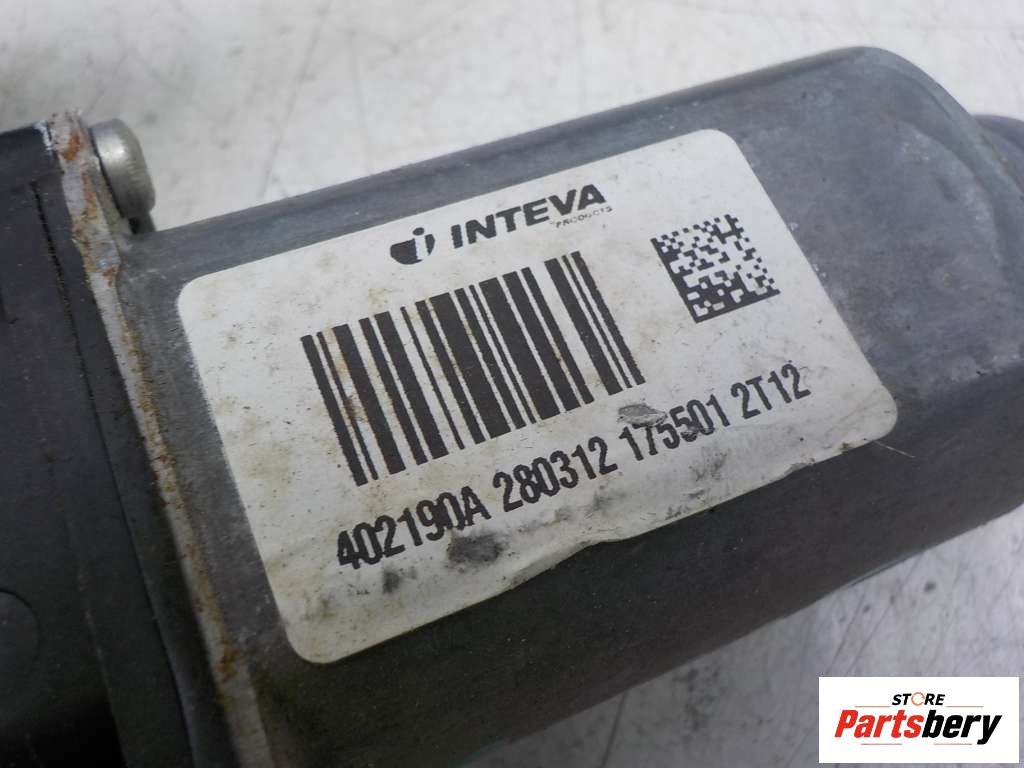 INTEVA
PRODUCTS
402190A 280312 175501 2T12
STORE
Partsbery